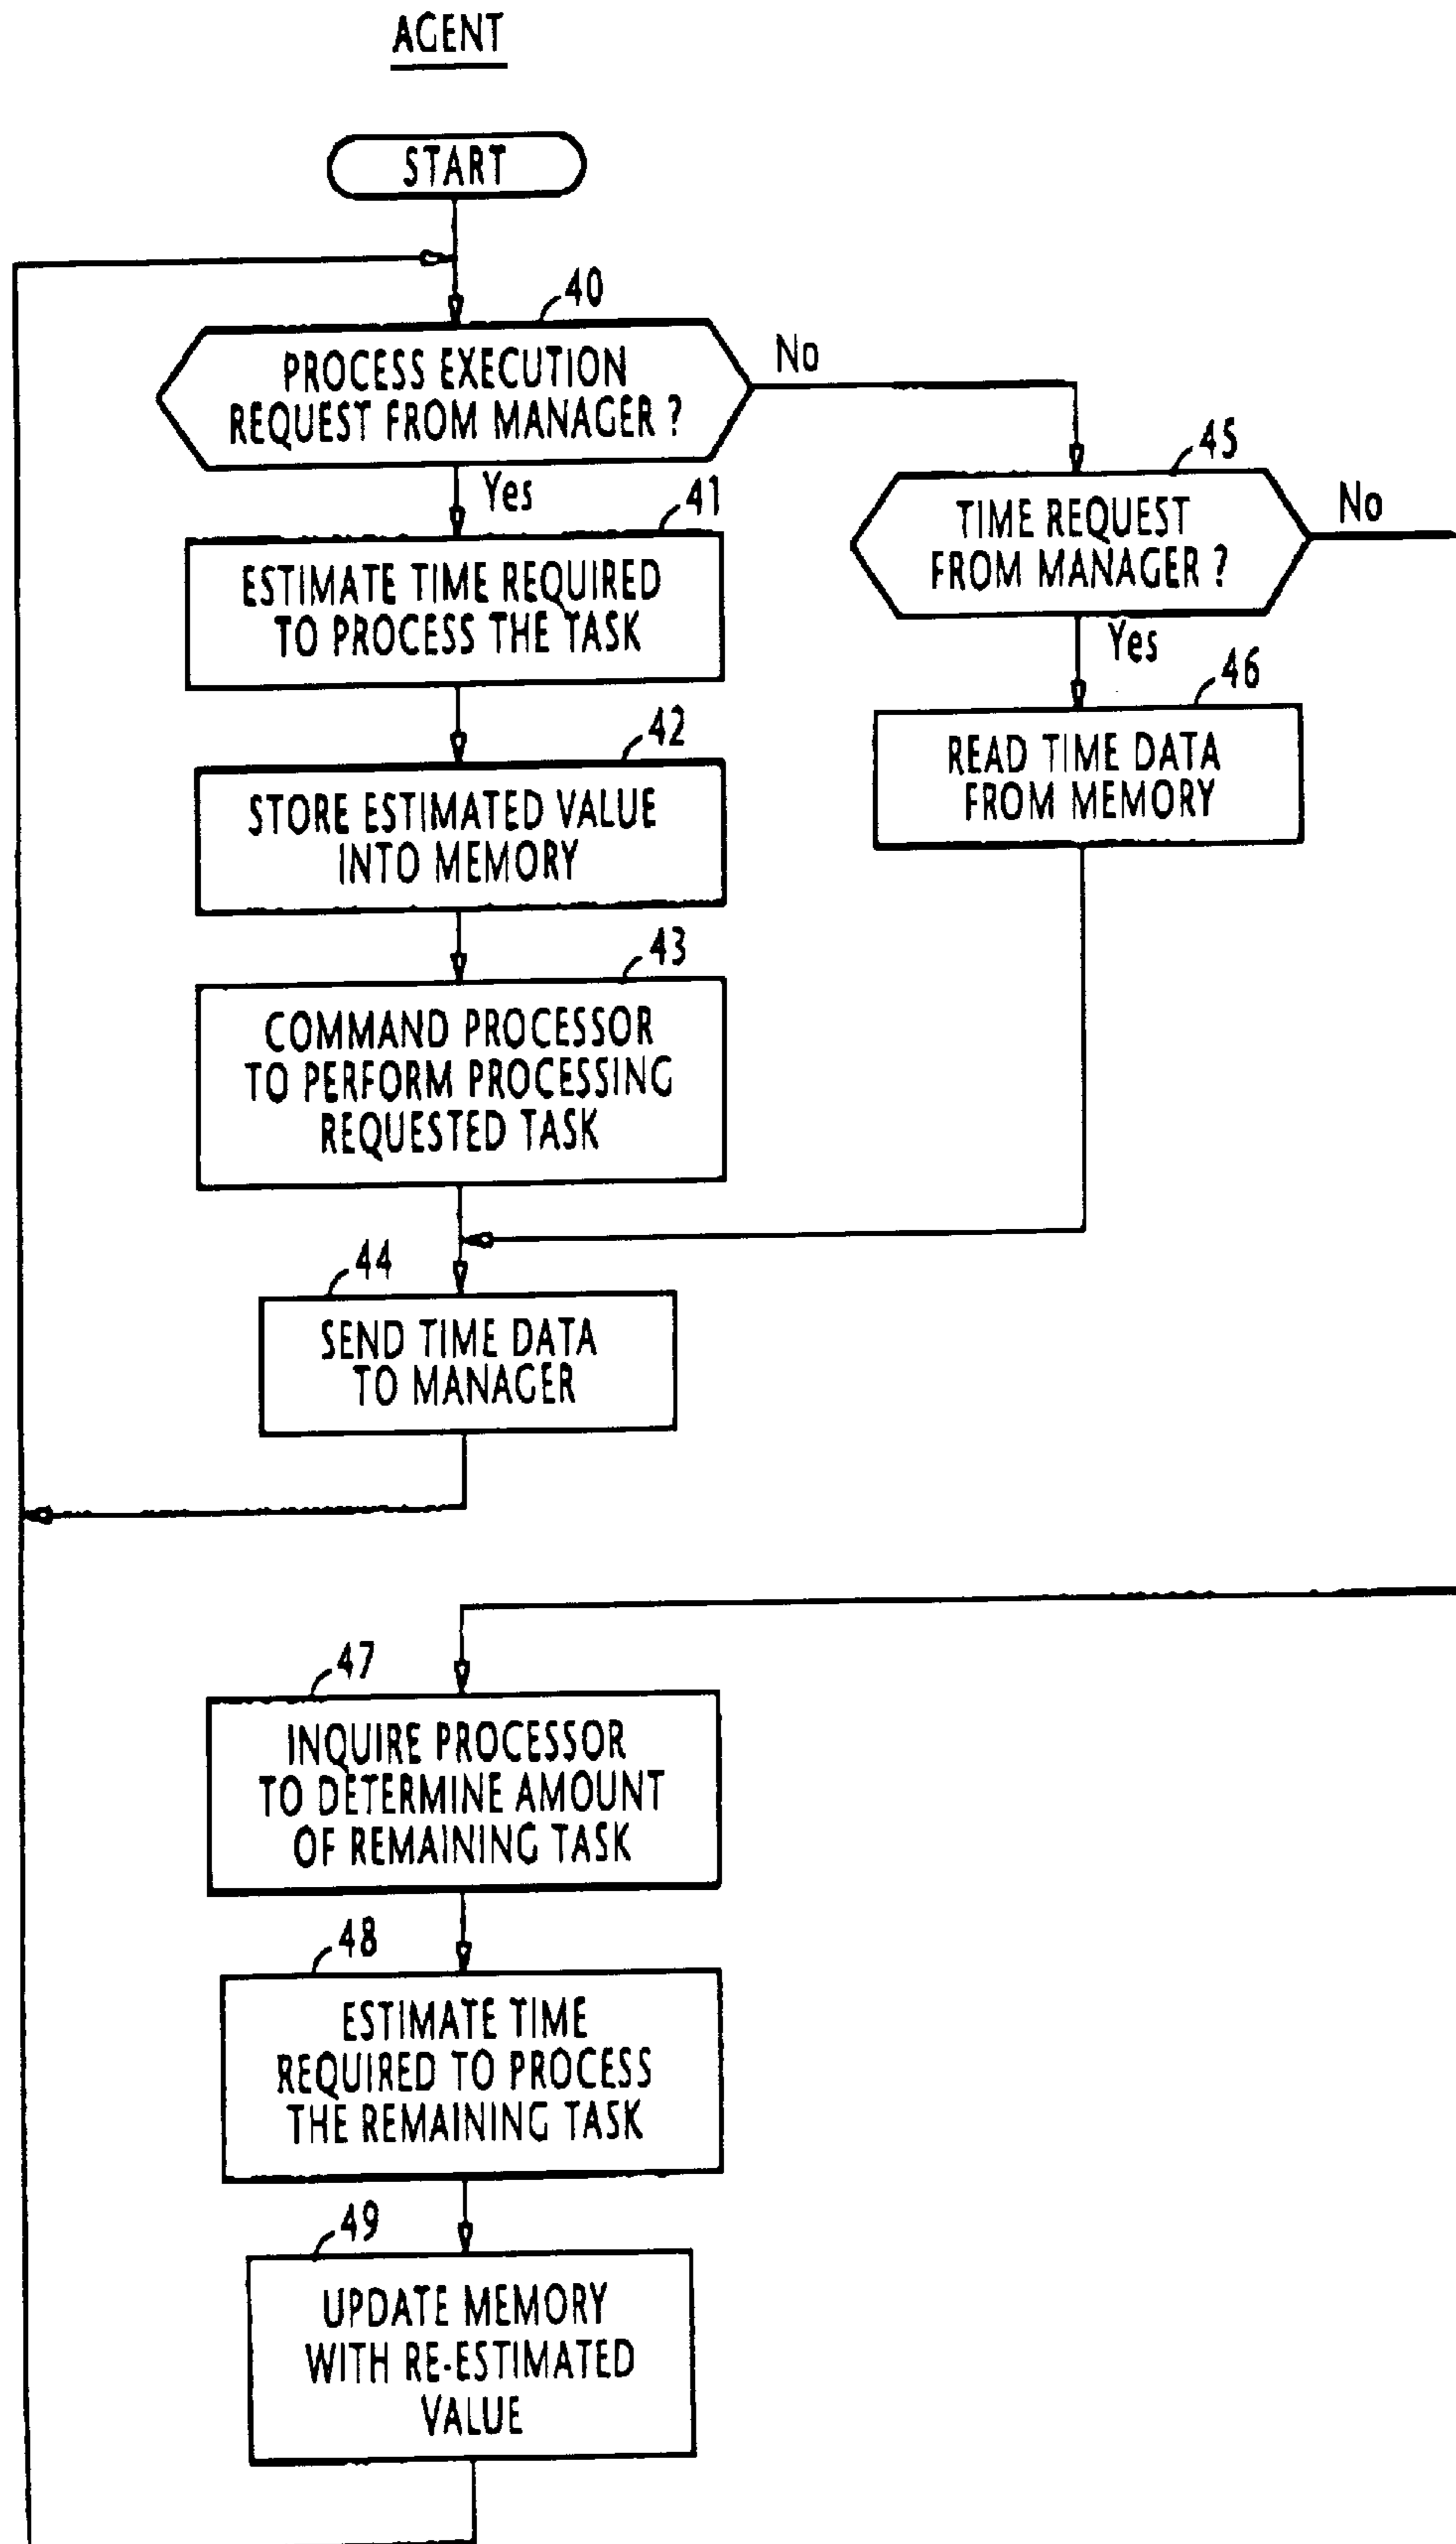 AGENT
START
40
PROCESS EXECUTION
REQUEST FROM MANAGER ?
No
Yes
45
TIME REQUEST
FROM MANAGER ?
No
Yes
41
ESTIMATE TIME REQUIRED
TO PROCESS THE TASK
46
READ TIME DATA
FROM MEMORY
42
STORE ESTIMATED VALUE
INTO MEMORY
43
COMMAND PROCESSOR
TO PERFORM PROCESSING
REQUESTED TASK
44
SEND TIME DATA
TO MANAGER
47
INQUIRE PROCESSOR
TO DETERMINE AMOUNT
OF REMAINING TASK
48
ESTIMATE TIME
REQUIRED TO PROCESS
THE REMAINING TASK
49
UPDATE MEMORY
WITH RE-ESTIMATED
VALUE